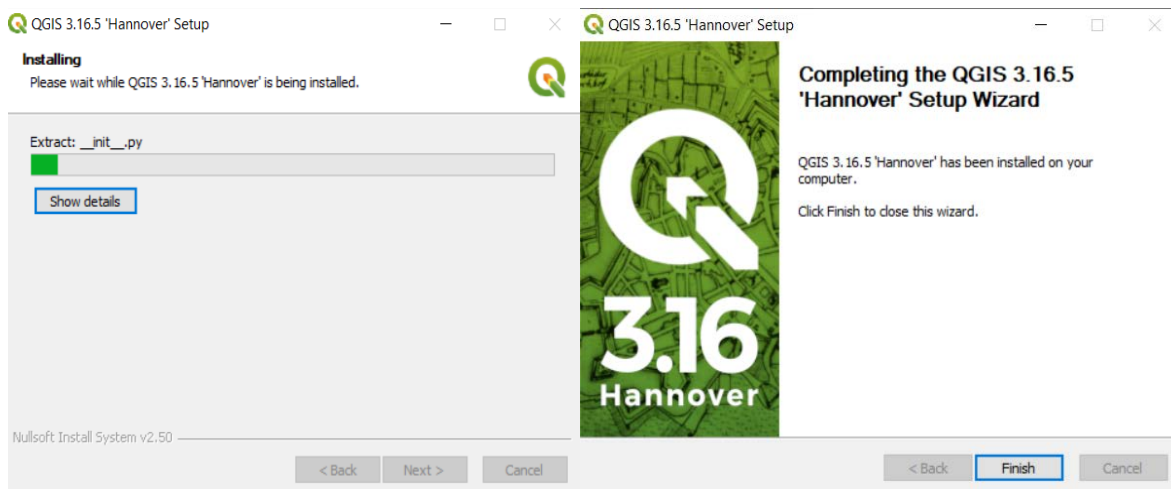 QGIS 3.16.5 'Hannover' Setup
Installing
Please wait while QGIS 3.16.5 'Hannover' is being installed.
Extract: __init__.py
Show details
Nullsoft Install System v2.50
< Back
Next >
Cancel
QGIS 3.16.5 'Hannover' Setup
3.16
Hannover
Completing the QGIS 3.16.5
'Hannover' Setup Wizard
QGIS 3.16.5 'Hannover' has been installed on your
computer.
Click Finish to close this wizard.
< Back
Finish
Cancel